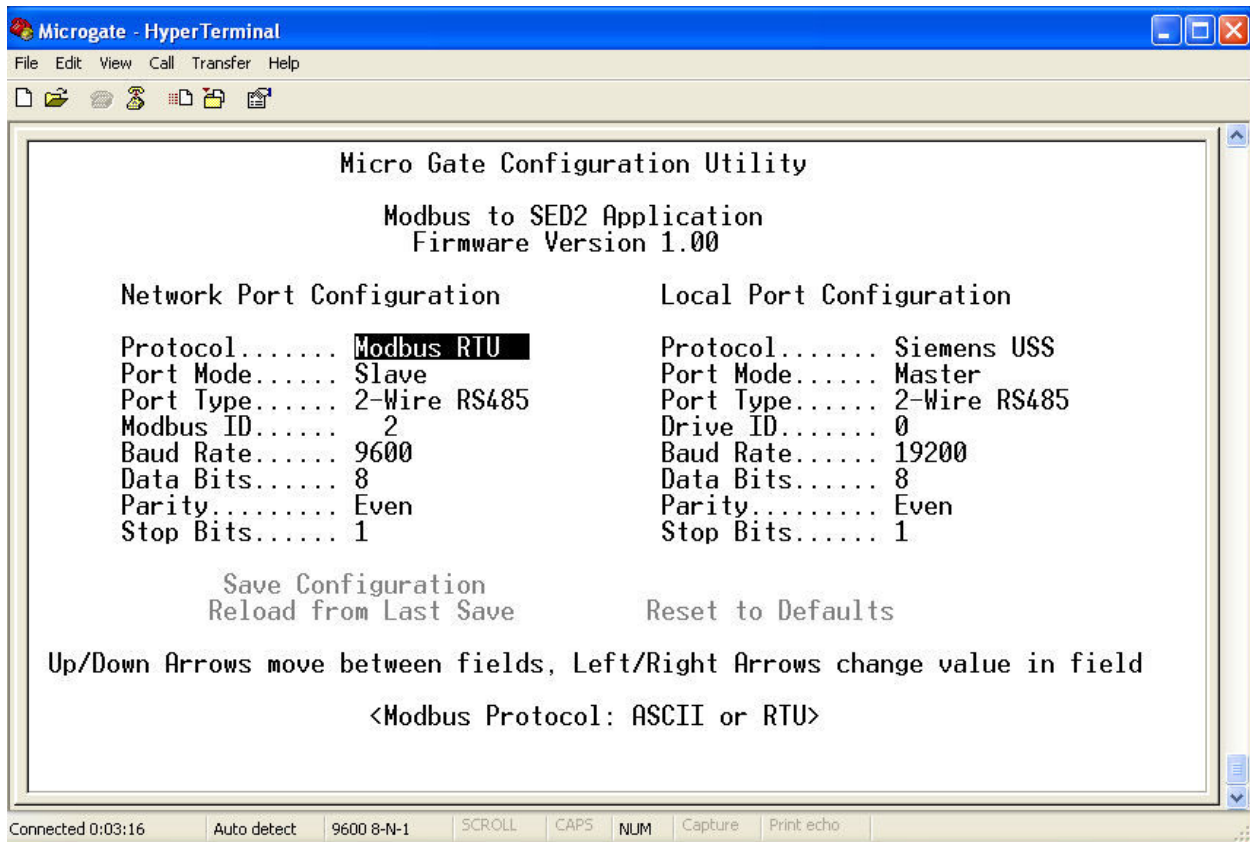 Microgate - HyperTerminal
File Edit View Call Transfer Help
Micro Gate Configuration Utility
Modbus to SED2 Application
Firmware Version 1.00
Network Port Configuration Local Port Configuration
Protocol....... Modbus RTU Protocol....... Siemens USS
Port Mode...... Slave Port Mode...... Master
Port Type...... 2-Wire RS485 Port Type...... 2-Wire RS485
Modbus ID...... 2 Drive ID....... 0
Baud Rate...... 9600 Baud Rate...... 19200
Data Bits...... 8 Data Bits...... 8
Parity......... Even Parity......... Even
Stop Bits...... 1 Stop Bits...... 1
Save Configuration
Reload from Last Save Reset to Defaults
Up/Down Arrows move between fields, Left/Right Arrows change value in field
<Modbus Protocol: ASCII or RTU>
Connected 0:03:16 Auto detect 9600 8-N-1 SCROLL CAPS NUM Capture Print echo